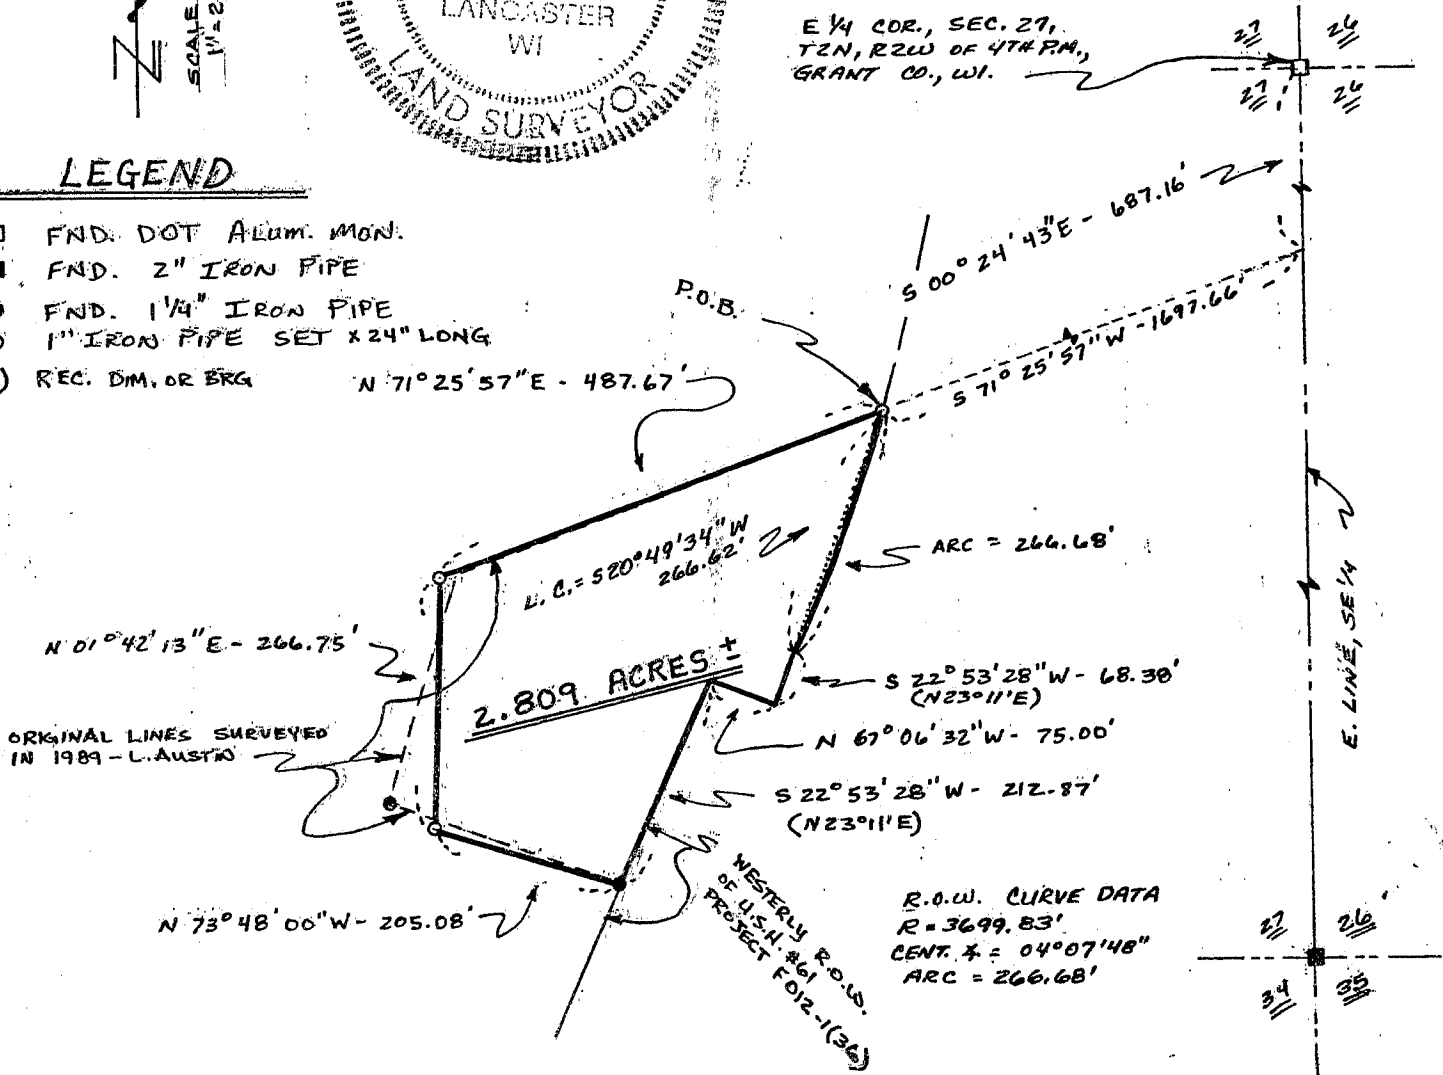 SCALE
LANCASTER
WI
LAND SURVEYOR
E 1/4 COR., SEC. 27,
T2N, R2W OF 4TH P.M.,
GRANT CO., WI.
27
26
27
26
LEGEND
FND. DOT ALUM. MON.
FND. 2" IRON PIPE
FND. 1 1/4" IRON PIPE
1" IRON PIPE SET X 24" LONG
REC. DIM. OR BRG
N 71° 25' 57" E - 487.67'
P.O.B.
S 00° 24' 43" E - 687.16'
S 71° 25' 57" W - 1697.66'
L.C. = S 20° 49' 34" W
266.62'
ARC = 266.68'
N 01° 42' 13" E - 266.75'
2.809 ACRES ±
S 22° 53' 28" W - 68.38'
(N23°11'E)
N 67° 06' 32" W - 75.00'
ORIGINAL LINES SURVEYED
IN 1989 - L. AUSTIN
S 22° 53' 28" W - 212.87'
(N23°11'E)
E. LINE, SE 1/4
N 73° 48' 00" W - 205.08'
WESTERLY R.O.W.
OF U.S.H. #61
PROJECT F012-1(36)
R.O.W. CURVE DATA
R = 3699.83'
CENT. ∡ = 04° 07' 48"
ARC = 266.68'
27
26
34
35